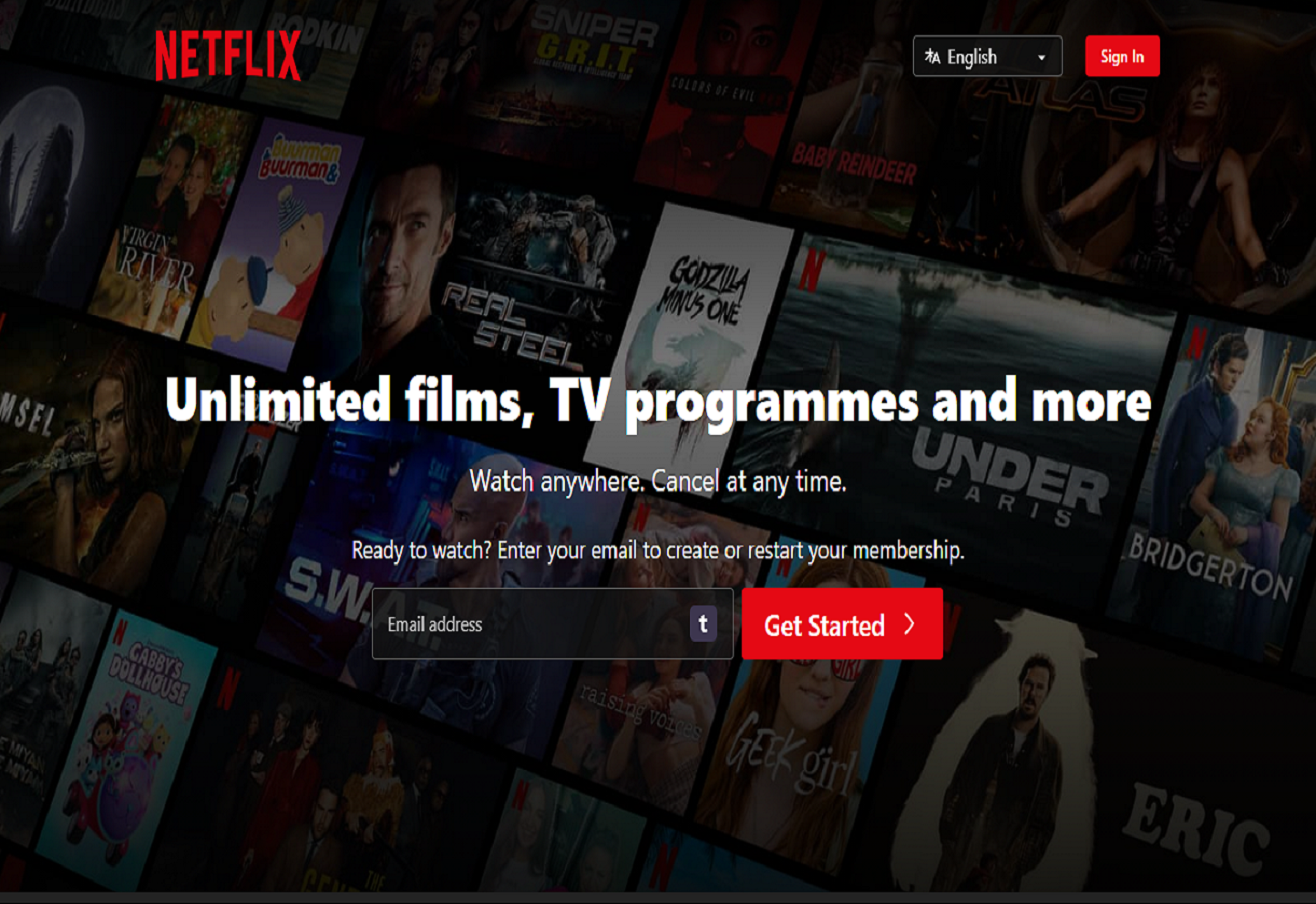 NETFLIX
English
Sign In
BODKIN
SNIPER
G.R.I.T.
COLORS OF EVIL
ATLAS
BABY REINDEER
Buurman
& Buurman
VIRGIN
RIVER
REAL
STEEL
GODZILLA
MINUS ONE
N
Unlimited films, TV programmes and more
UNDER
PARIS
Watch anywhere. Cancel at any time.
BRIDGERTON
Ready to watch? Enter your email to create or restart your membership.
S.W.A.T.
Email address
t
Get Started
GABBY'S
DOLLHOUSE
raising voices
GIRL
GEEK girl
ERIC
THE